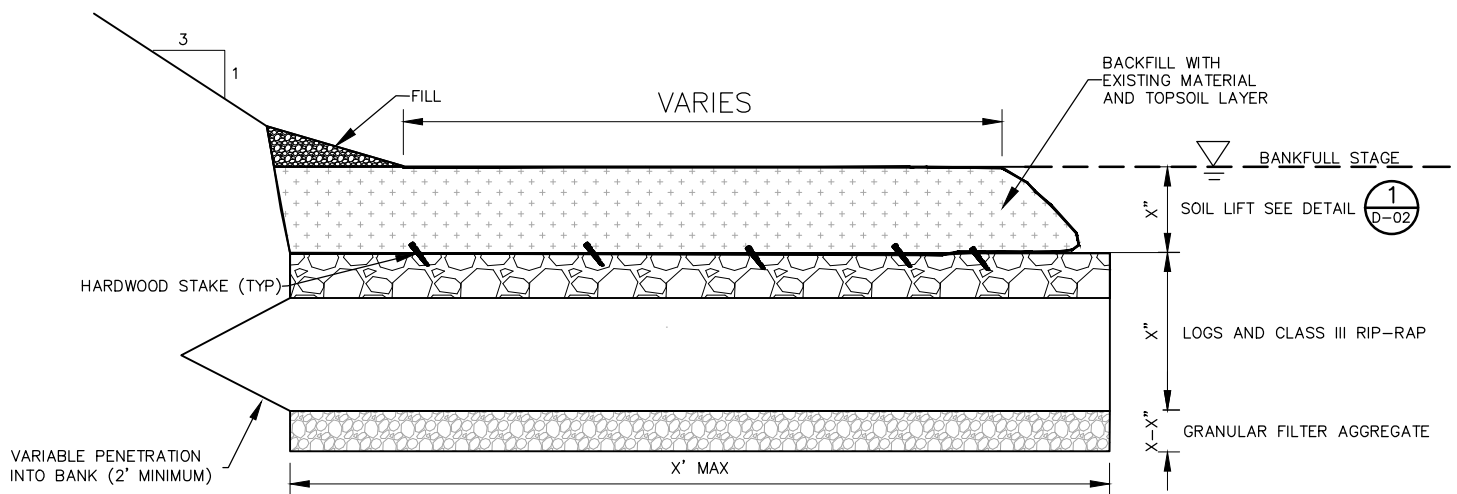 3
1
FILL
VARIES
BACKFILL WITH
EXISTING MATERIAL
AND TOPSOIL LAYER
BANKFULL STAGE
X"
SOIL LIFT SEE DETAIL
1
D-02
HARDWOOD STAKE (TYP)
X"
LOGS AND CLASS III RIP-RAP
X-X"
GRANULAR FILTER AGGREGATE
VARIABLE PENETRATION
INTO BANK (2' MINIMUM)
X' MAX